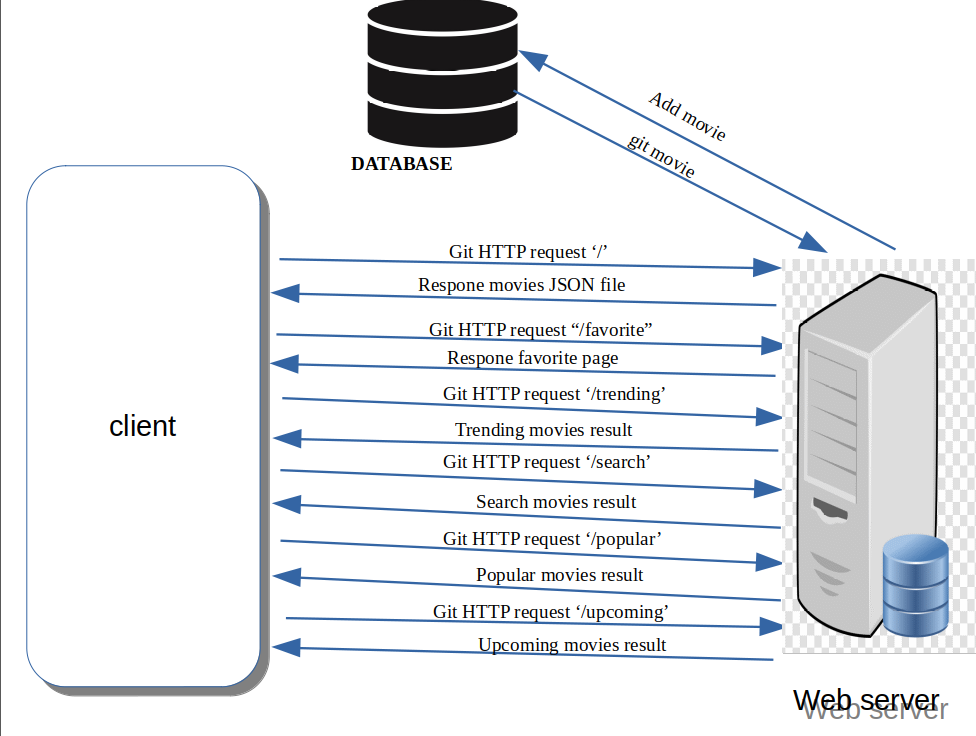 Add movie
git movie
DATABASE
Git HTTP request ‘/’
Respone movies JSON file
Git HTTP request “/favorite”
Respone favorite page
Git HTTP request ‘/trending’
client
Trending movies result
Git HTTP request ‘/search’
Search movies result
Git HTTP request ‘/popular’
Popular movies result
Git HTTP request ‘/upcoming’
Upcoming movies result
Web server